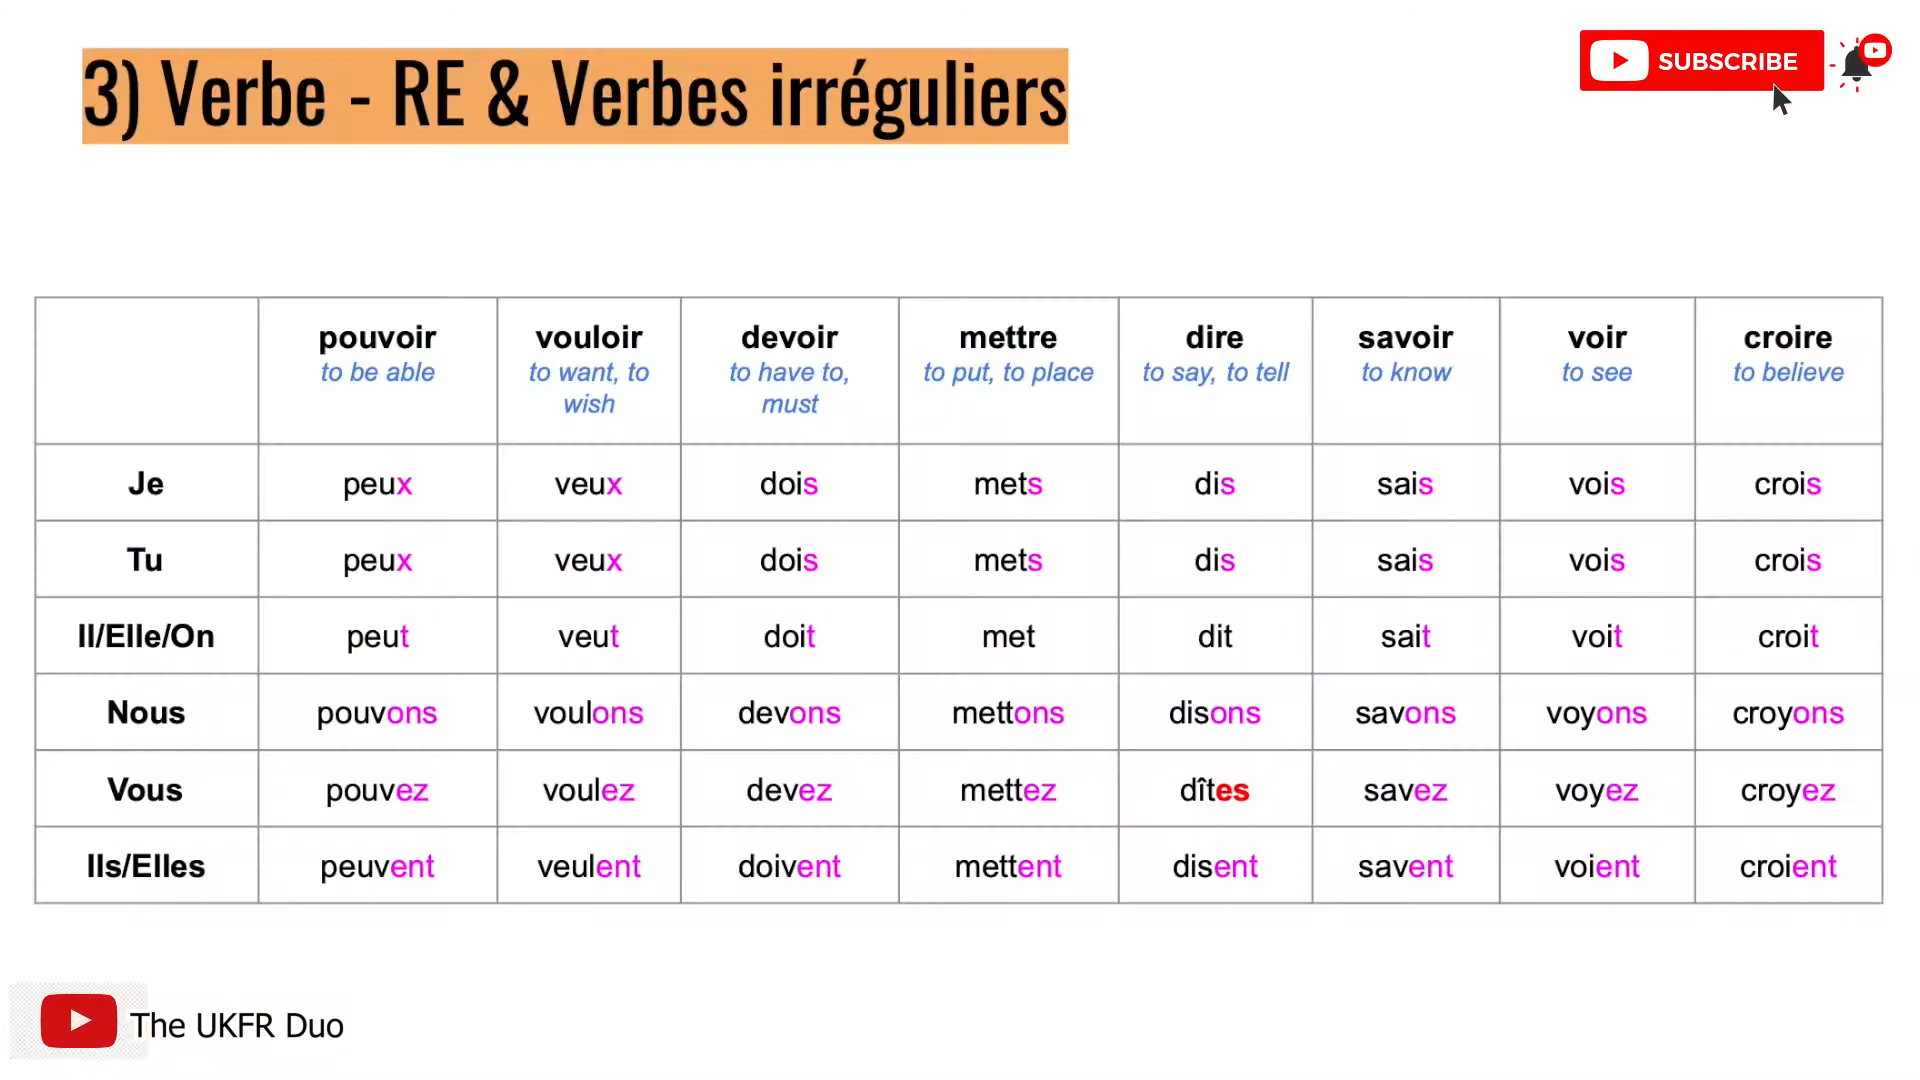 3) Verbe - RE & Verbes irréguliers
SUBSCRIBE
pouvoir vouloir devoir mettre dire savoir voir croire
to be able to want, to to have to, to put, to place to say, to tell to know to see to believe
wish must
Je peux veux dois mets dis sais vois crois
Tu peux veux dois mets dis sais vois crois
Il/Elle/On peut veut doit met dit sait voit croit
Nous pouvons voulons devons mettons disons savons voyons croyons
Vous pouvez voulez devez mettez dîtes savez voyez croyez
Ils/Elles peuvent veulent doivent mettent disent savent voient croient
The UKFR Duo